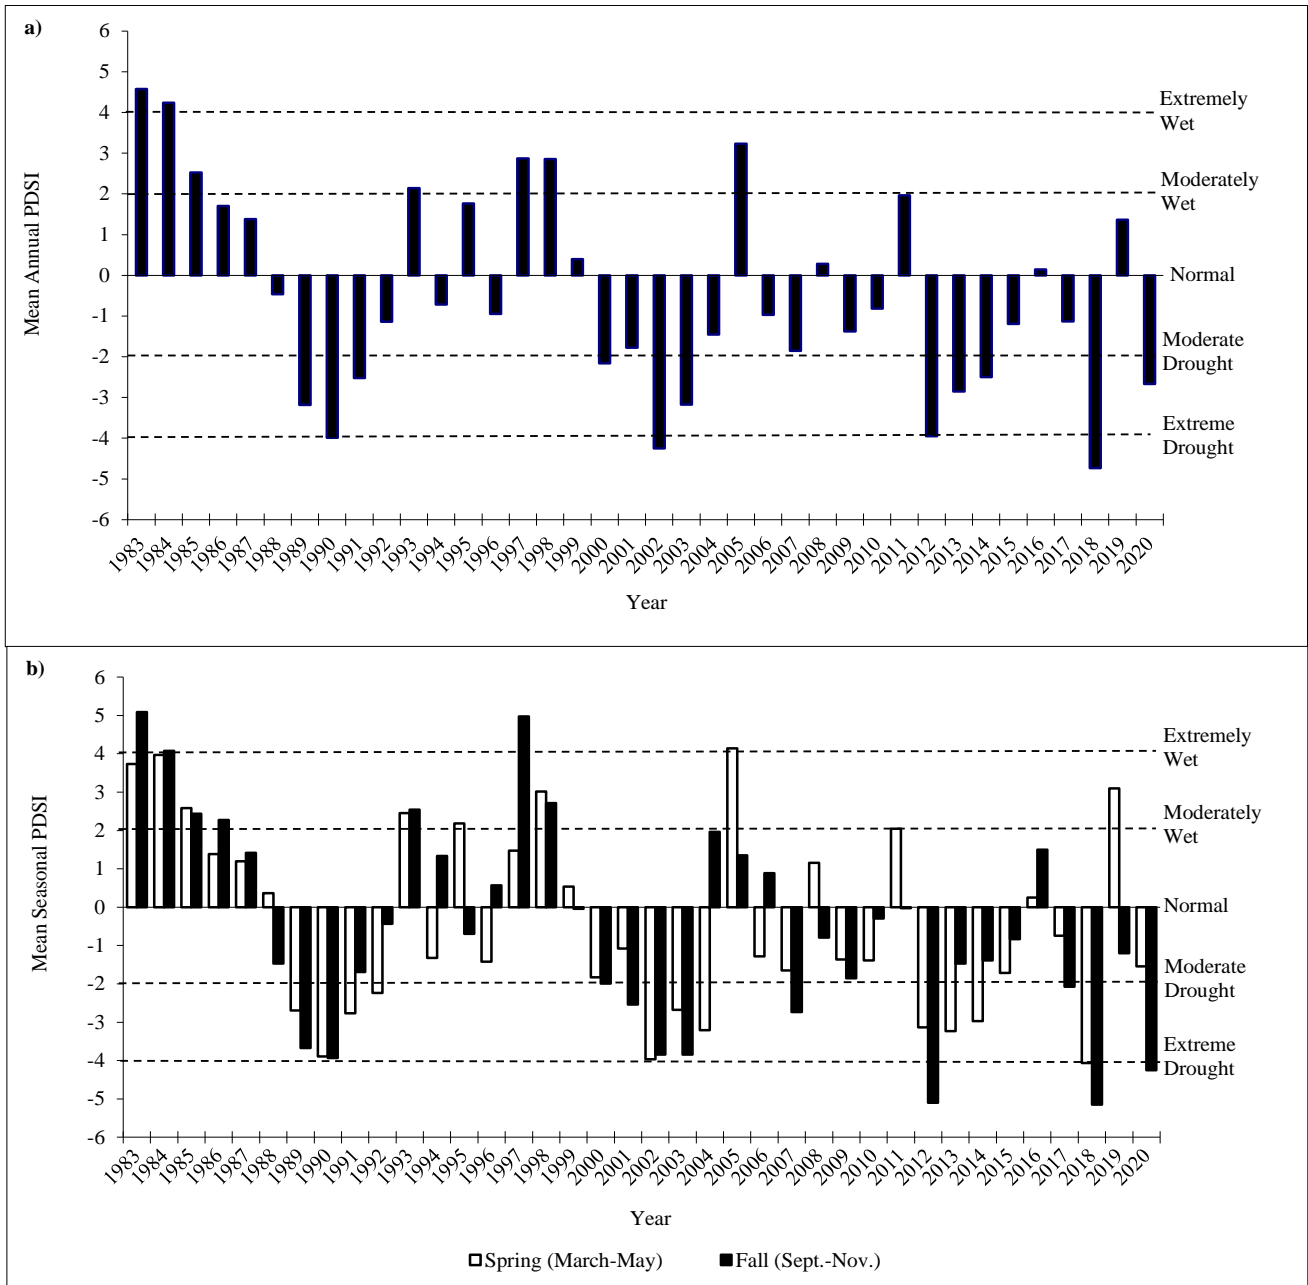 a)
6
5
4
3
2
1
0
-1
-2
-3
-4
-5
-6
Mean Annual PDSI
Extremely
Wet
Moderately
Wet
Normal
Moderate
Drought
Extreme
Drought
1983 1984 1985 1986 1987 1988 1989 1990 1991 1992 1993 1994 1995 1996 1997 1998 1999 2000 2001 2002 2003 2004 2005 2006 2007 2008 2009 2010 2011 2012 2013 2014 2015 2016 2017 2018 2019 2020
Year
b)
6
5
4
3
2
1
0
-1
-2
-3
-4
-5
-6
Mean Seasonal PDSI
Extremely
Wet
Moderately
Wet
Normal
Moderate
Drought
Extreme
Drought
1983 1984 1985 1986 1987 1988 1989 1990 1991 1992 1993 1994 1995 1996 1997 1998 1999 2000 2001 2002 2003 2004 2005 2006 2007 2008 2009 2010 2011 2012 2013 2014 2015 2016 2017 2018 2019 2020
Year
Spring (March-May) Fall (Sept.-Nov.)